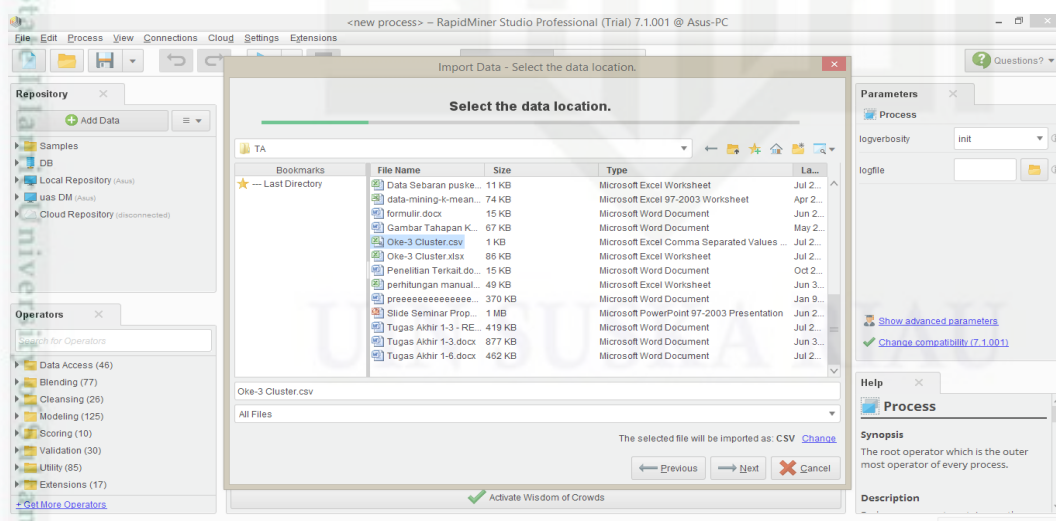 <new process> – RapidMiner Studio Professional (Trial) 7.1.001 @ Asus-PC
File Edit Process View Connections Cloud Settings Extensions
Questions?
Repository
Add Data
Samples
DB
Local Repository (Asus)
uas DM (Asus)
Cloud Repository (disconnected)
Operators
Search for Operators
Data Access (46)
Blending (77)
Cleansing (26)
Modeling (125)
Scoring (10)
Validation (30)
Utility (85)
Extensions (17)
+ Get More Operators
Import Data - Select the data location.
Select the data location.
TA
Bookmarks
--- Last Directory
File Name Size Type La...
Data Sebaran puske... 11 KB Microsoft Excel Worksheet Jul 2...
data-mining-k-mean... 74 KB Microsoft Excel 97-2003 Worksheet Apr 2...
formulir.docx 15 KB Microsoft Word Document Jun 2...
Gambar Tahapan K... 67 KB Microsoft Word Document May 2...
Oke-3 Cluster.csv 1 KB Microsoft Excel Comma Separated Values ... Jul 2...
Oke-3 Cluster.xlsx 86 KB Microsoft Excel Worksheet Jul 2...
Penelitian Terkait.do... 15 KB Microsoft Word Document Oct 2...
perhitungan manual... 49 KB Microsoft Excel Worksheet Jun 3...
preeeeeeeeeeeeee... 370 KB Microsoft Word Document Jan 9...
Slide Seminar Prop... 1 MB Microsoft PowerPoint 97-2003 Presentation Jun 2...
Tugas Akhir 1-3 - RE... 419 KB Microsoft Word Document Jul 2...
Tugas Akhir 1-3.docx 877 KB Microsoft Word Document Jun 3...
Tugas Akhir 1-6.docx 462 KB Microsoft Word Document Jul 2...
Oke-3 Cluster.csv
All Files
The selected file will be imported as: CSV Change
Previous
Next
Cancel
Activate Wisdom of Crowds
Parameters
Process
logverbosity init
logfile
Show advanced parameters
Change compatibility (7.1.001)
Help
Process
Synopsis
The root operator which is the outer
most operator of every process.
Description
UIN SUSKA RIAU
State Islamic University of Sultan